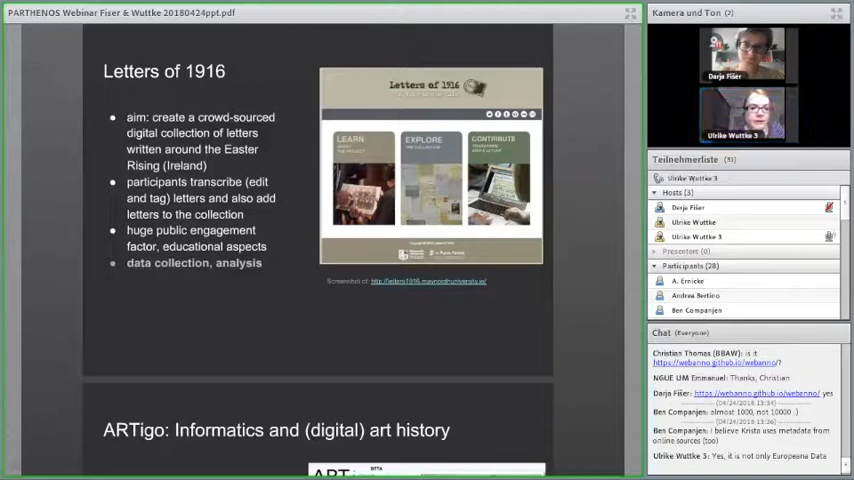 PARTHENOS Webinar Fiser & Wuttke 20180424ppt.pdf
Letters of 1916
● aim: create a crowd-sourced
digital collection of letters
written around the Easter
Rising (Ireland)
● participants transcribe (edit
and tag) letters and also add
letters to the collection
● huge public engagement
factor, educational aspects
● data collection, analysis
Letters of 1916
LEARN
EXPLORE
CONTRIBUTE
Screenshot of: http://letters1916.maynoothuniversity.ie/
ARTigo: Informatics and (digital) art history
BETA
Kamera und Ton (2)
Darja Fišer
Ulrike Wuttke 3
Teilnehmerliste (31)
Ulrike Wuttke 3
Hosts (3)
Darja Fišer
Ulrike Wuttke
Ulrike Wuttke 3
Presenters (0)
Participants (28)
A. Ernicke
Andrea Bertino
Ben Companjen
Chat (Everyone)
Christian Thomas (BBAW): is it
https://webanno.github.io/webanno/?
NGUE UM Emmanuel: Thanks, Christian
Darja Fišer: https://webanno.github.io/webanno/ yes
(04/24/2018 13:34)
Ben Companjen: almost 1000, not 10000 :)
(04/24/2018 13:36)
Ben Companjen: I believe Krista uses metadata from
online sources (too)
Ulrike Wuttke 3: Yes, it is not only Europeana Data